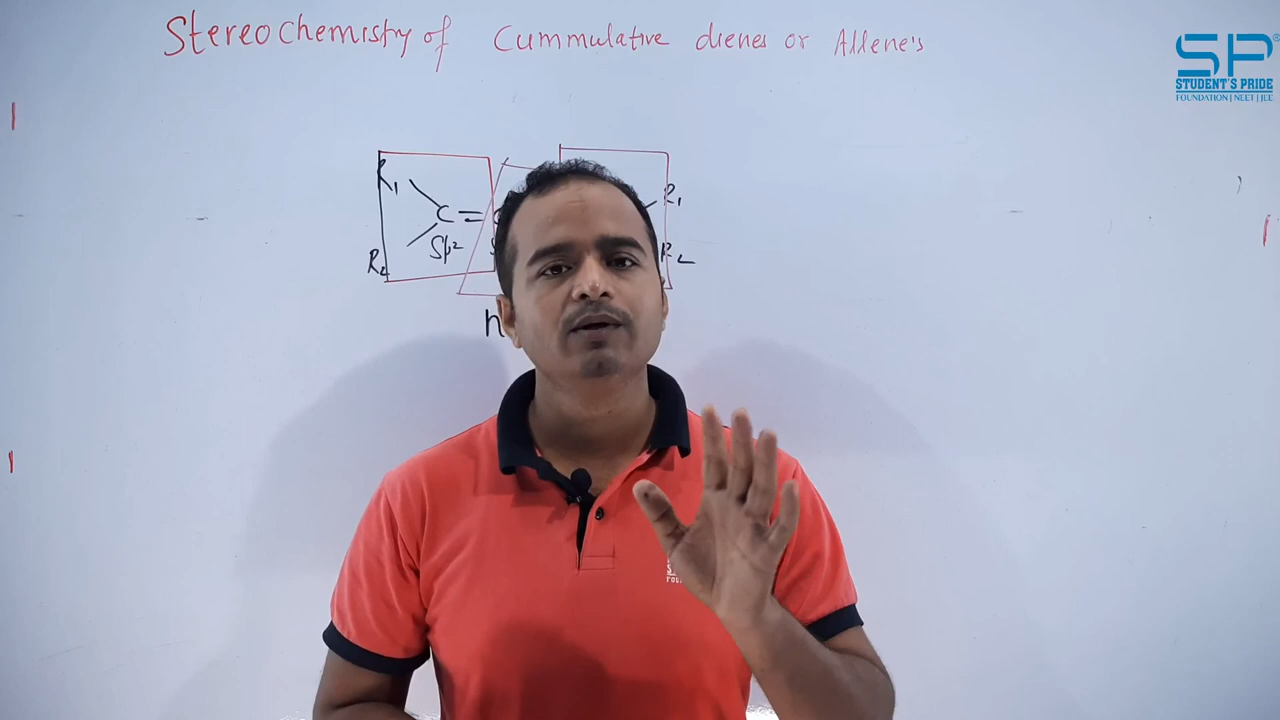 Stereochemistry of Cummulative dienes or Allene's
SP®
STUDENT'S PRIDE
FOUNDATION | NEET | JEE
R₁ R₁
C =
Sp²
R₂ R₂
n